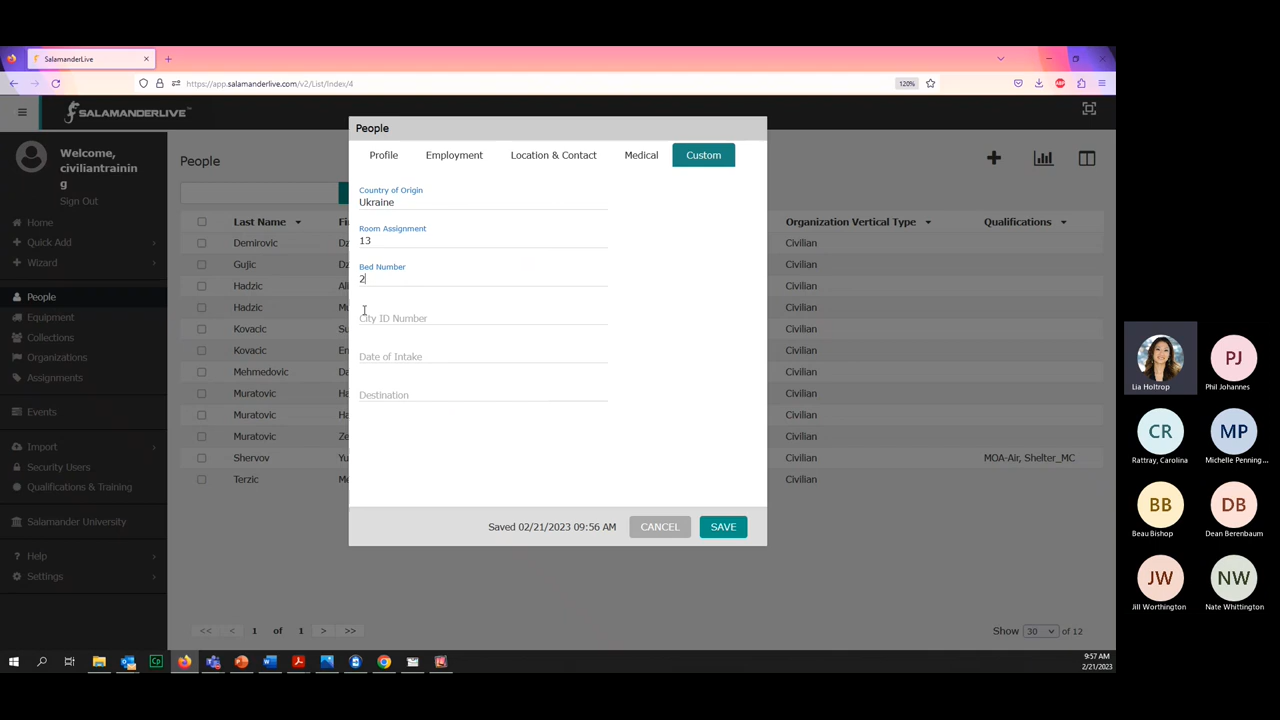 SalamanderLive
https://app.salamanderlive.com/v2/List/Index/4
120%
SALAMANDERLIVE™
Welcome,
civiliantrainin
g
Sign Out
Home
Quick Add
Wizard
People
Equipment
Collections
Organizations
Assignments
Events
Import
Security Users
Qualifications & Training
Salamander University
Help
Settings
People
Last Name
Organization Vertical Type
Qualifications
Demirovic
Civilian
Gujic
Civilian
Hadzic
Civilian
Hadzic
Civilian
Kovacic
Civilian
Kovacic
Civilian
Mehmedovic
Civilian
Muratovic
Civilian
Muratovic
Civilian
Muratovic
Civilian
Shervov
Civilian
MOA-Air, Shelter_MC
Terzic
Civilian
<< < 1 of 1 > >>
Show 30 of 12
People
Profile
Employment
Location & Contact
Medical
Custom
Country of Origin
Ukraine
Room Assignment
13
Bed Number
2
City ID Number
Date of Intake
Destination
Saved 02/21/2023 09:56 AM
CANCEL
SAVE
9:57 AM
2/21/2023
Lia Holtrop
PJ
Phil Johannes
CR
Rattray, Carolina
MP
Michelle Penning...
BB
Beau Bishop
DB
Dean Berenbaum
JW
Jill Worthington
NW
Nate Whittington